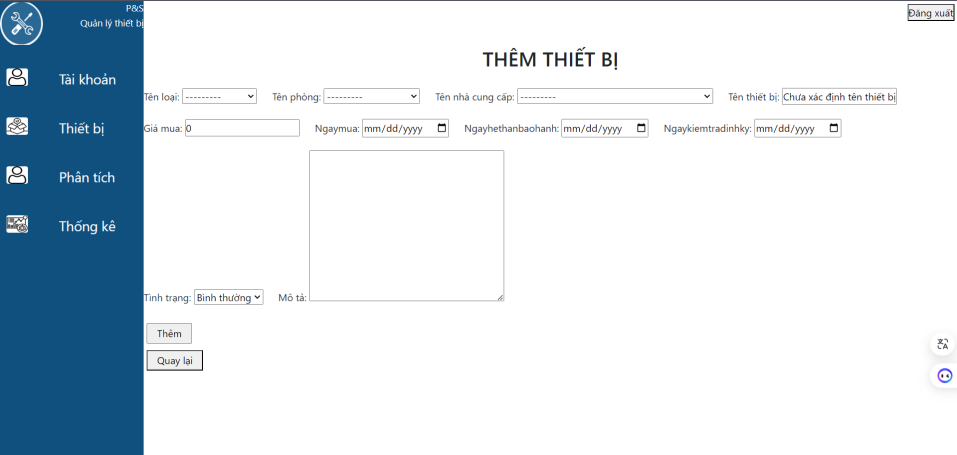 P&S
Quản lý thiết bị
Đăng xuất
Tài khoản
Thiết bị
Phân tích
Thống kê
THÊM THIẾT BỊ
Tên loại: --------- Tên phòng: --------- Tên nhà cung cấp: --------- Tên thiết bị: Chưa xác định tên thiết bị
Giá mua: 0 Ngaymua: mm/dd/yyyy Ngayhethanbaohanh: mm/dd/yyyy Ngaykiemtradinhky: mm/dd/yyyy
Tình trạng: Bình thường Mô tả:
Thêm
Quay lại